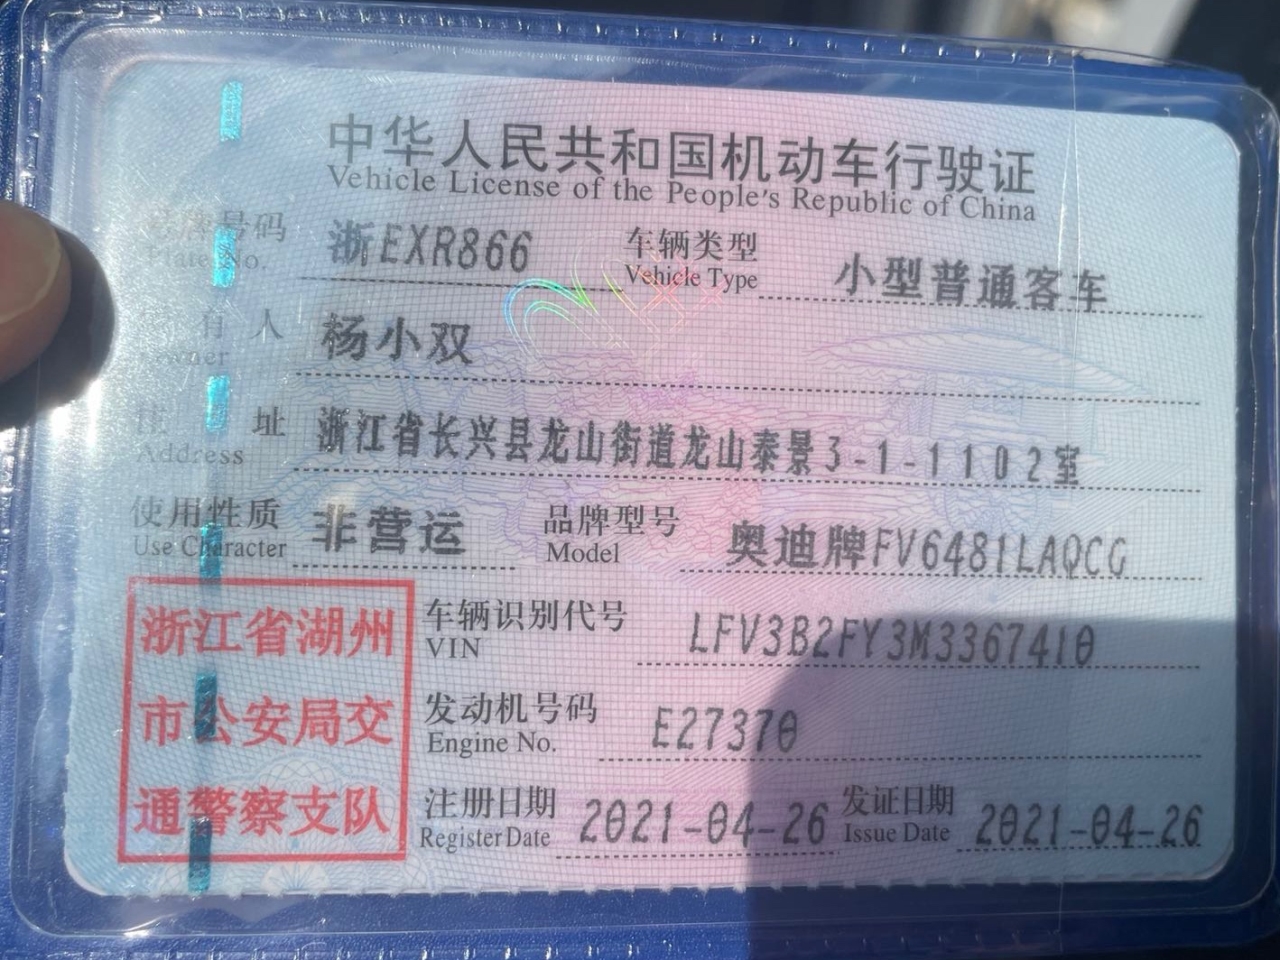 中华人民共和国机动车行驶证
Vehicle License of the People's Republic of China
号牌号码 浙EXR866 车辆类型 小型普通客车
Plate No. Vehicle Type
有 人 杨小双
Owner
住 址 浙江省长兴县龙山街道龙山泰景3-1-1102室
Address
使用性质 非营运 品牌型号 奥迪牌FV6481LAQCG
Use Character Model
浙江省湖州
市公安局交
通警察支队
车辆识别代号 LFV3B2FY3M3367410
VIN
发动机号码 E27370
Engine No.
注册日期 2021-04-26 发证日期 2021-04-26
Register Date Issue Date